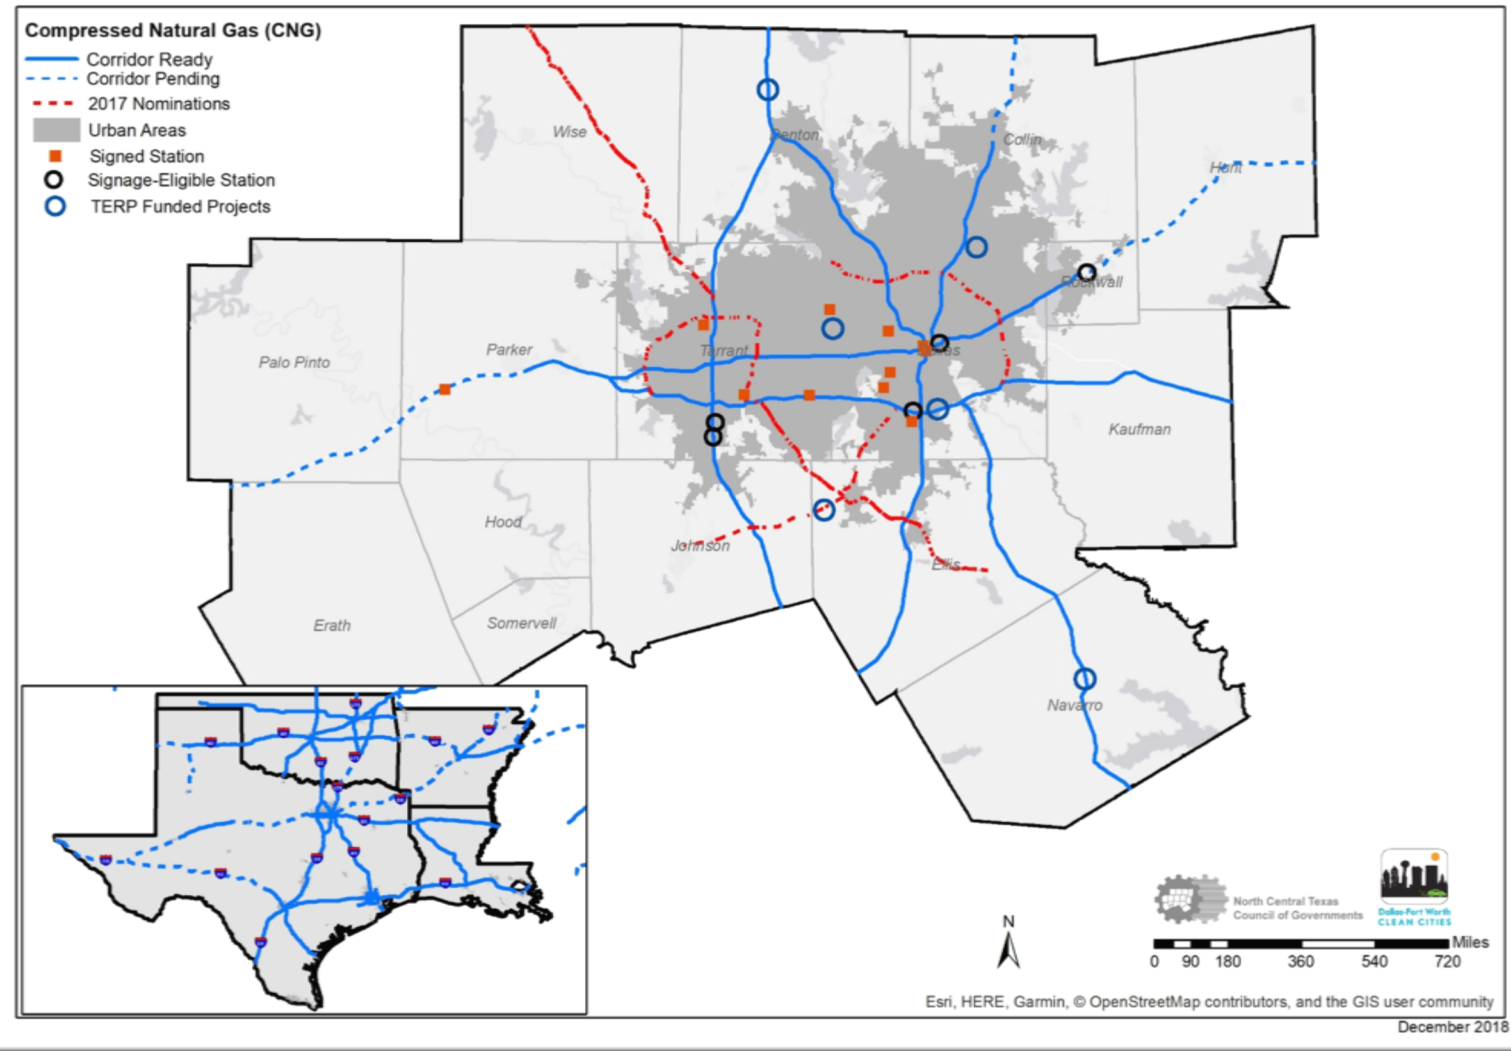 Compressed Natural Gas (CNG)
Corridor Ready
Corridor Pending
2017 Nominations
Urban Areas
Signed Station
Signage-Eligible Station
TERP Funded Projects
Wise
Denton
Collin
Hunt
Rockwall
Palo Pinto
Parker
Tarrant
Dallas
Kaufman
Hood
Johnson
Ellis
Erath
Somervell
Navarro
North Central Texas
Council of Governments
Dallas-Fort Worth
CLEAN CITIES
N
Miles
0 90 180 360 540 720
Esri, HERE, Garmin, © OpenStreetMap contributors, and the GIS user community
December 2018